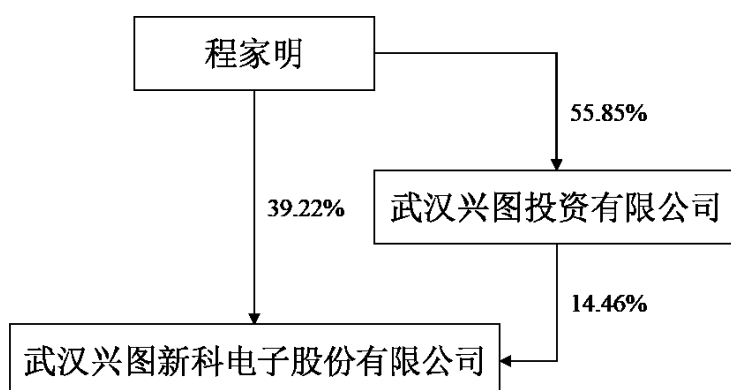 程家明
55.85%
39.22%
武汉兴图投资有限公司
14.46%
武汉兴图新科电子股份有限公司